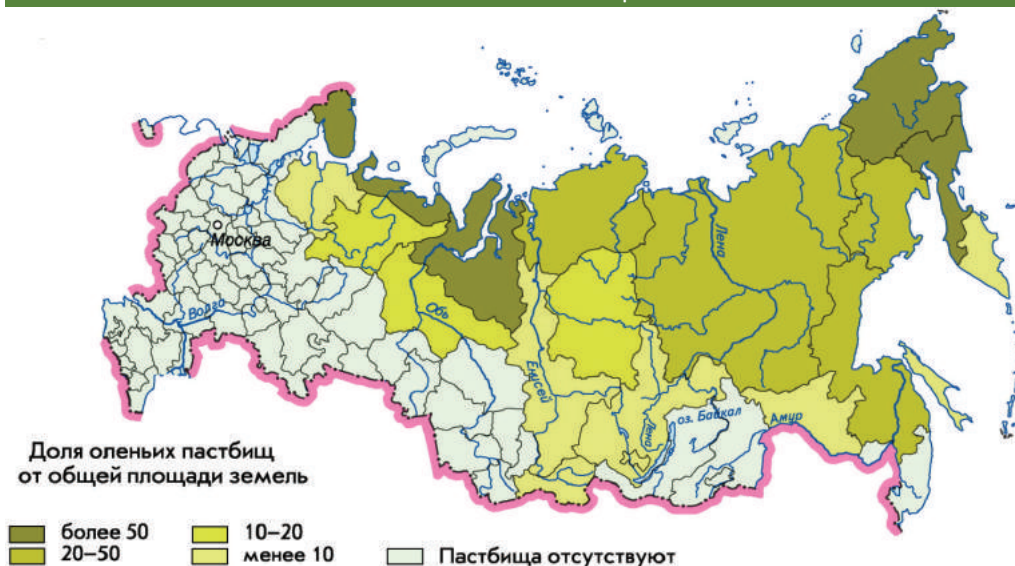 Москва
Волга
Обь
Енисей
Лена
Лена
оз. Байкал
Амур
Доля оленьих пастбищ
от общей площади земель
более 50
20–50
10–20
менее 10
Пастбища отсутствуют